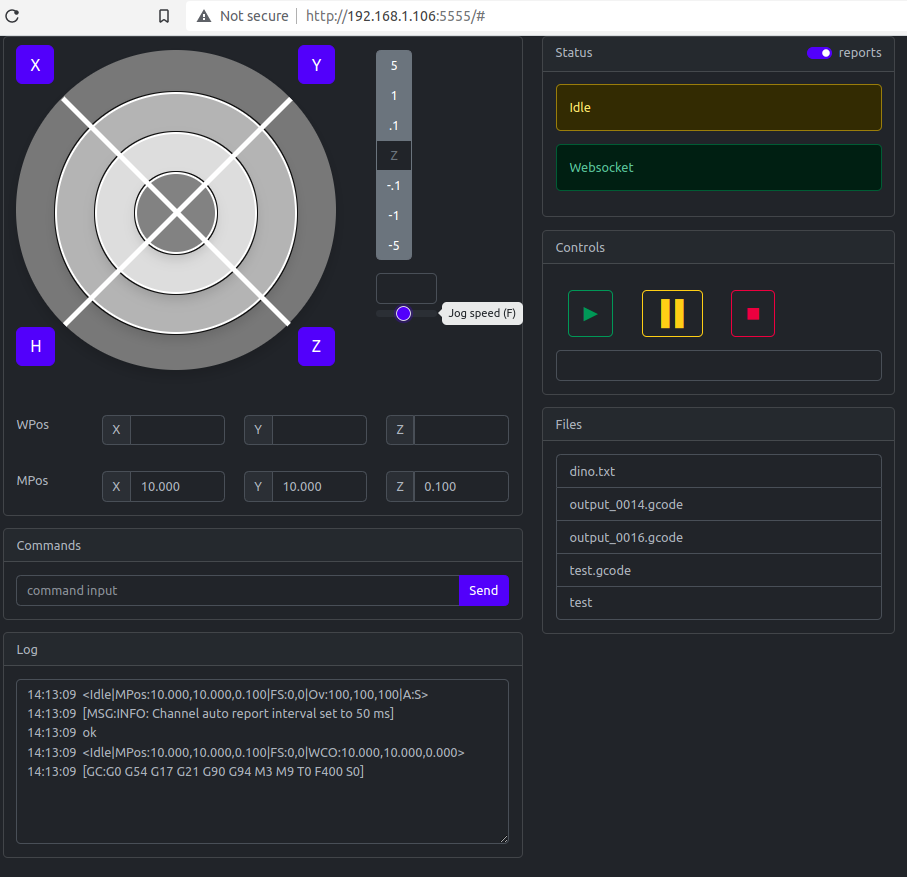 Not secure http://192.168.1.106:5555/#
X
Y
5
1
.1
Z
-.1
-1
-5
Jog speed (F)
H
Z
WPos X Y Z
MPos X 10.000 Y 10.000 Z 0.100
Commands
command input Send
Log
14:13:09 <Idle|MPos:10.000,10.000,0.100|FS:0,0|Ov:100,100,100|A:S>
14:13:09 [MSG:INFO: Channel auto report interval set to 50 ms]
14:13:09 ok
14:13:09 <Idle|MPos:10.000,10.000,0.100|FS:0,0|WCO:10.000,10.000,0.000>
14:13:09 [GC:G0 G54 G17 G21 G90 G94 M3 M9 T0 F400 S0]
Status reports
Idle
Websocket
Controls
Files
dino.txt
output_0014.gcode
output_0016.gcode
test.gcode
test